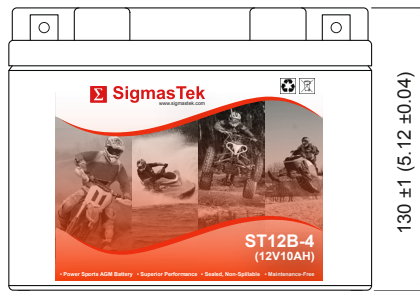 Σ SigmasTek
www.sigmastek.com
130 ±1 (5.12 ±0.04)
ST12B-4
(12V10AH)
• Power Sports AGM Battery • Superior Performance • Sealed, Non-Spillable • Maintenance-Free